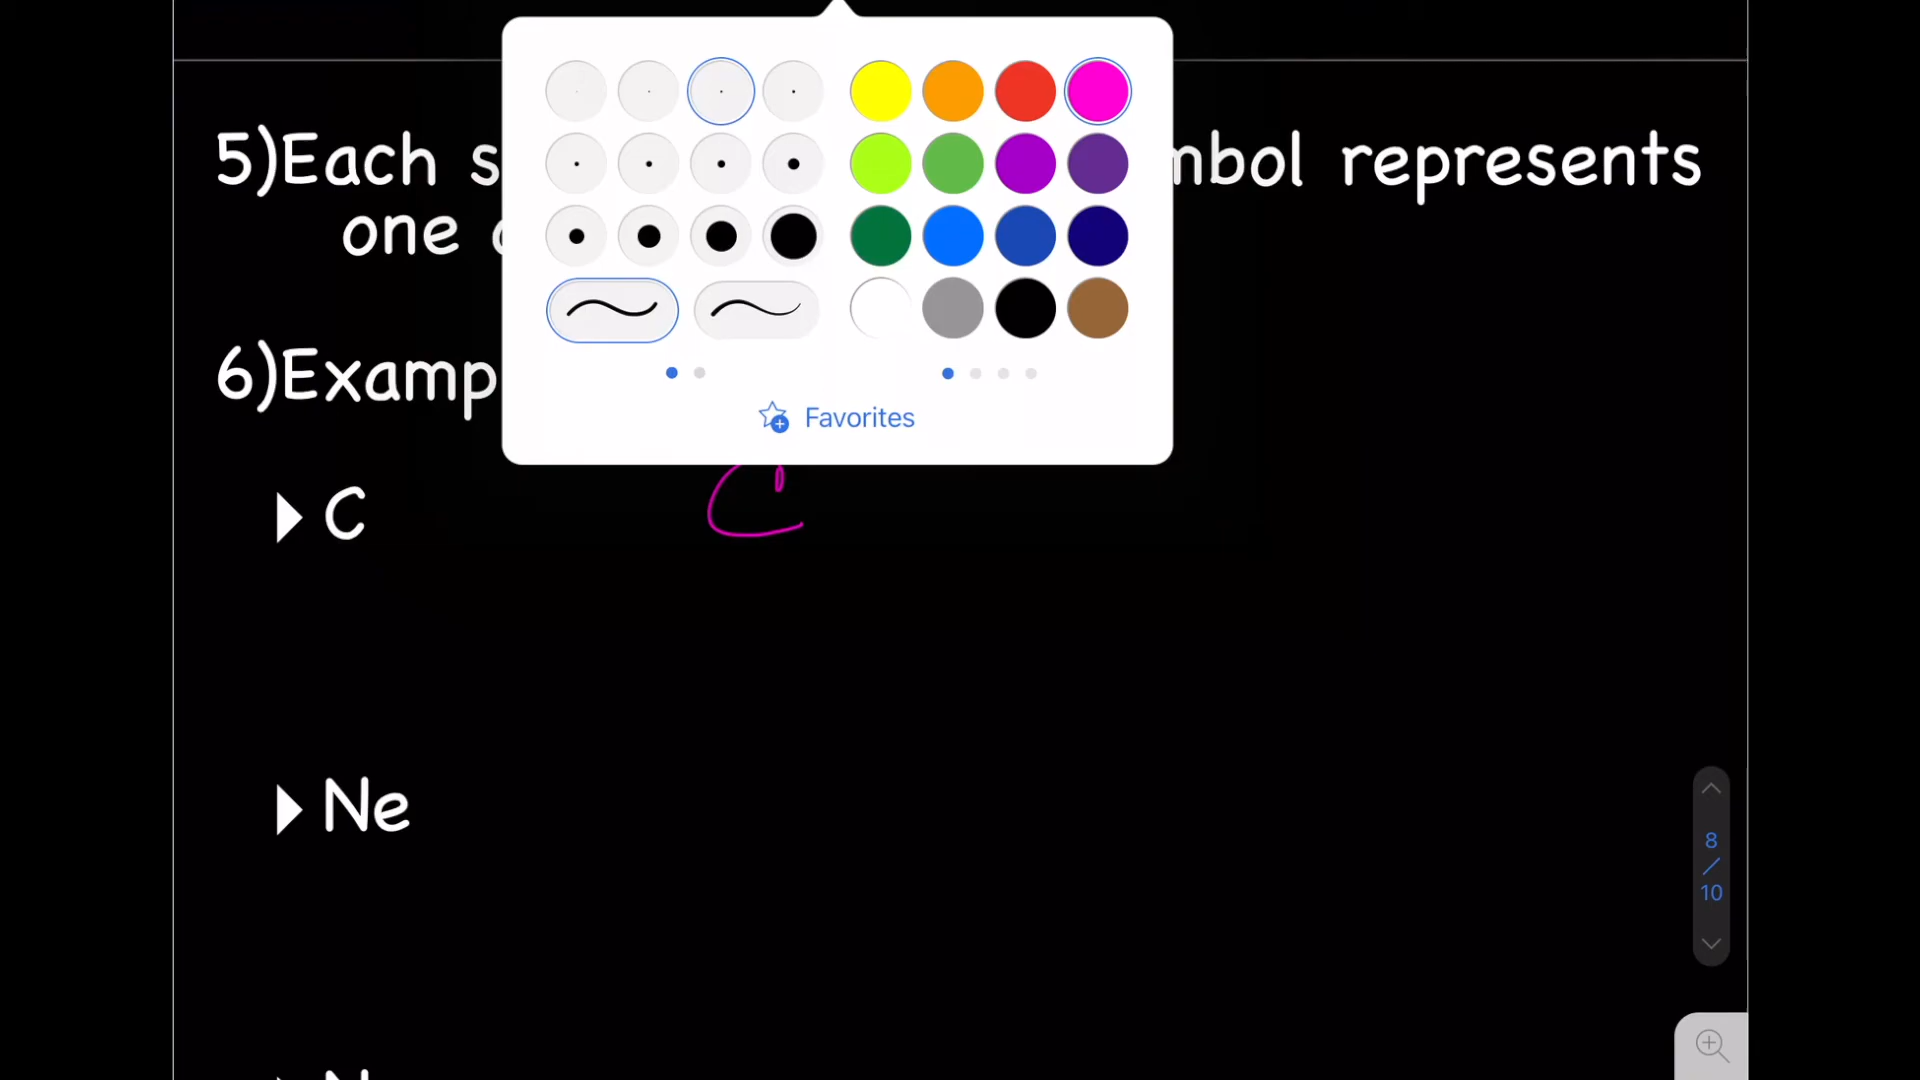 5)Each s mbol represents
one
6)Examp
Favorites
C
C
Ne
8
/
10